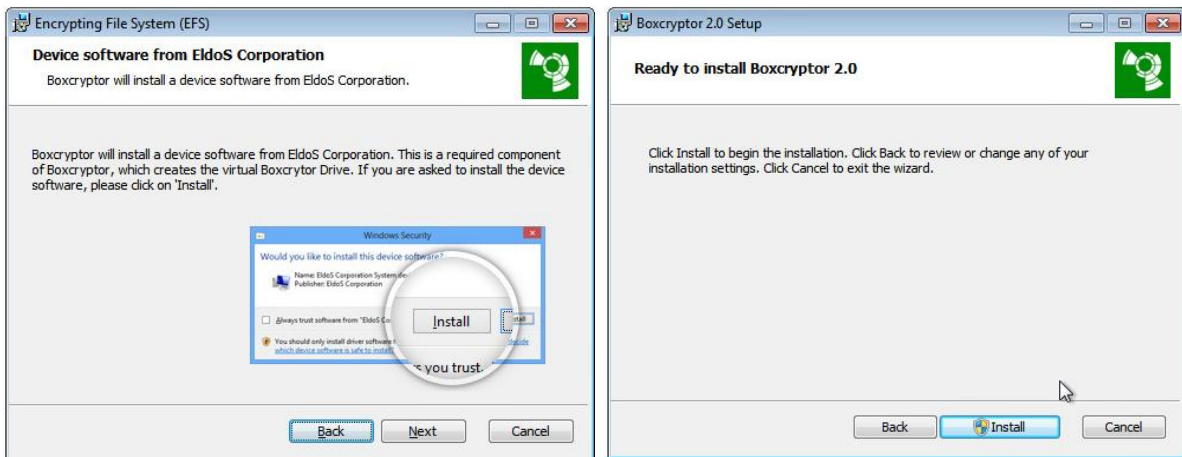 Encrypting File System (EFS)
Device software from EldoS Corporation
Boxcryptor will install a device software from EldoS Corporation.
Boxcryptor will install a device software from EldoS Corporation. This is a required component
of Boxcryptor, which creates the virtual Boxcrytor Drive. If you are asked to install the device
software, please click on 'Install'.
Windows Security
Would you like to install this device software?
Name: EldoS Corporation System de
Publisher: EldoS Corporation
Always trust software from "EldoS Co
Install
stall
You should only install driver software f
decide
which device software is safe to install?
s you trust.
Back
Next
Cancel
Boxcryptor 2.0 Setup
Ready to install Boxcryptor 2.0
Click Install to begin the installation. Click Back to review or change any of your
installation settings. Click Cancel to exit the wizard.
Back
Install
Cancel